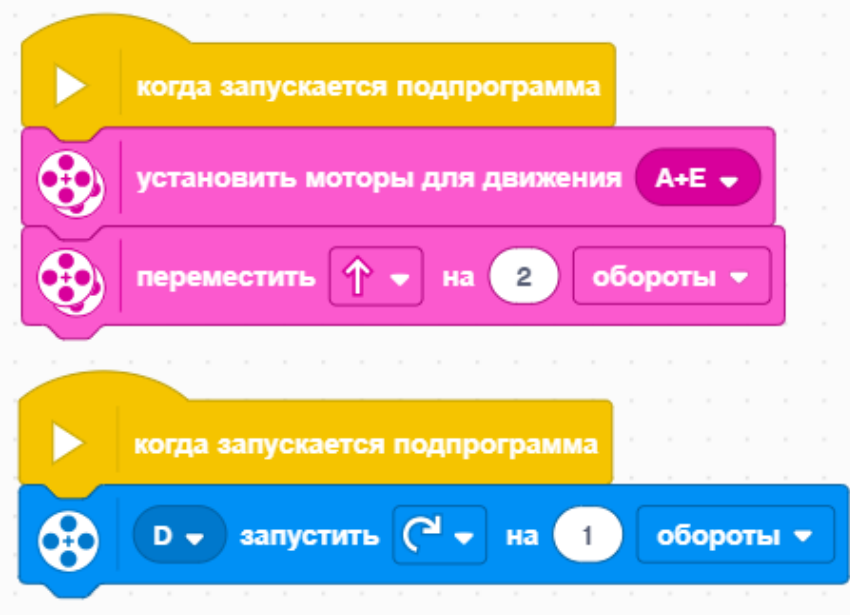 когда запускается подпрограмма
установить моторы для движения A+E
переместить на 2 обороты
когда запускается подпрограмма
D запустить на 1 обороты